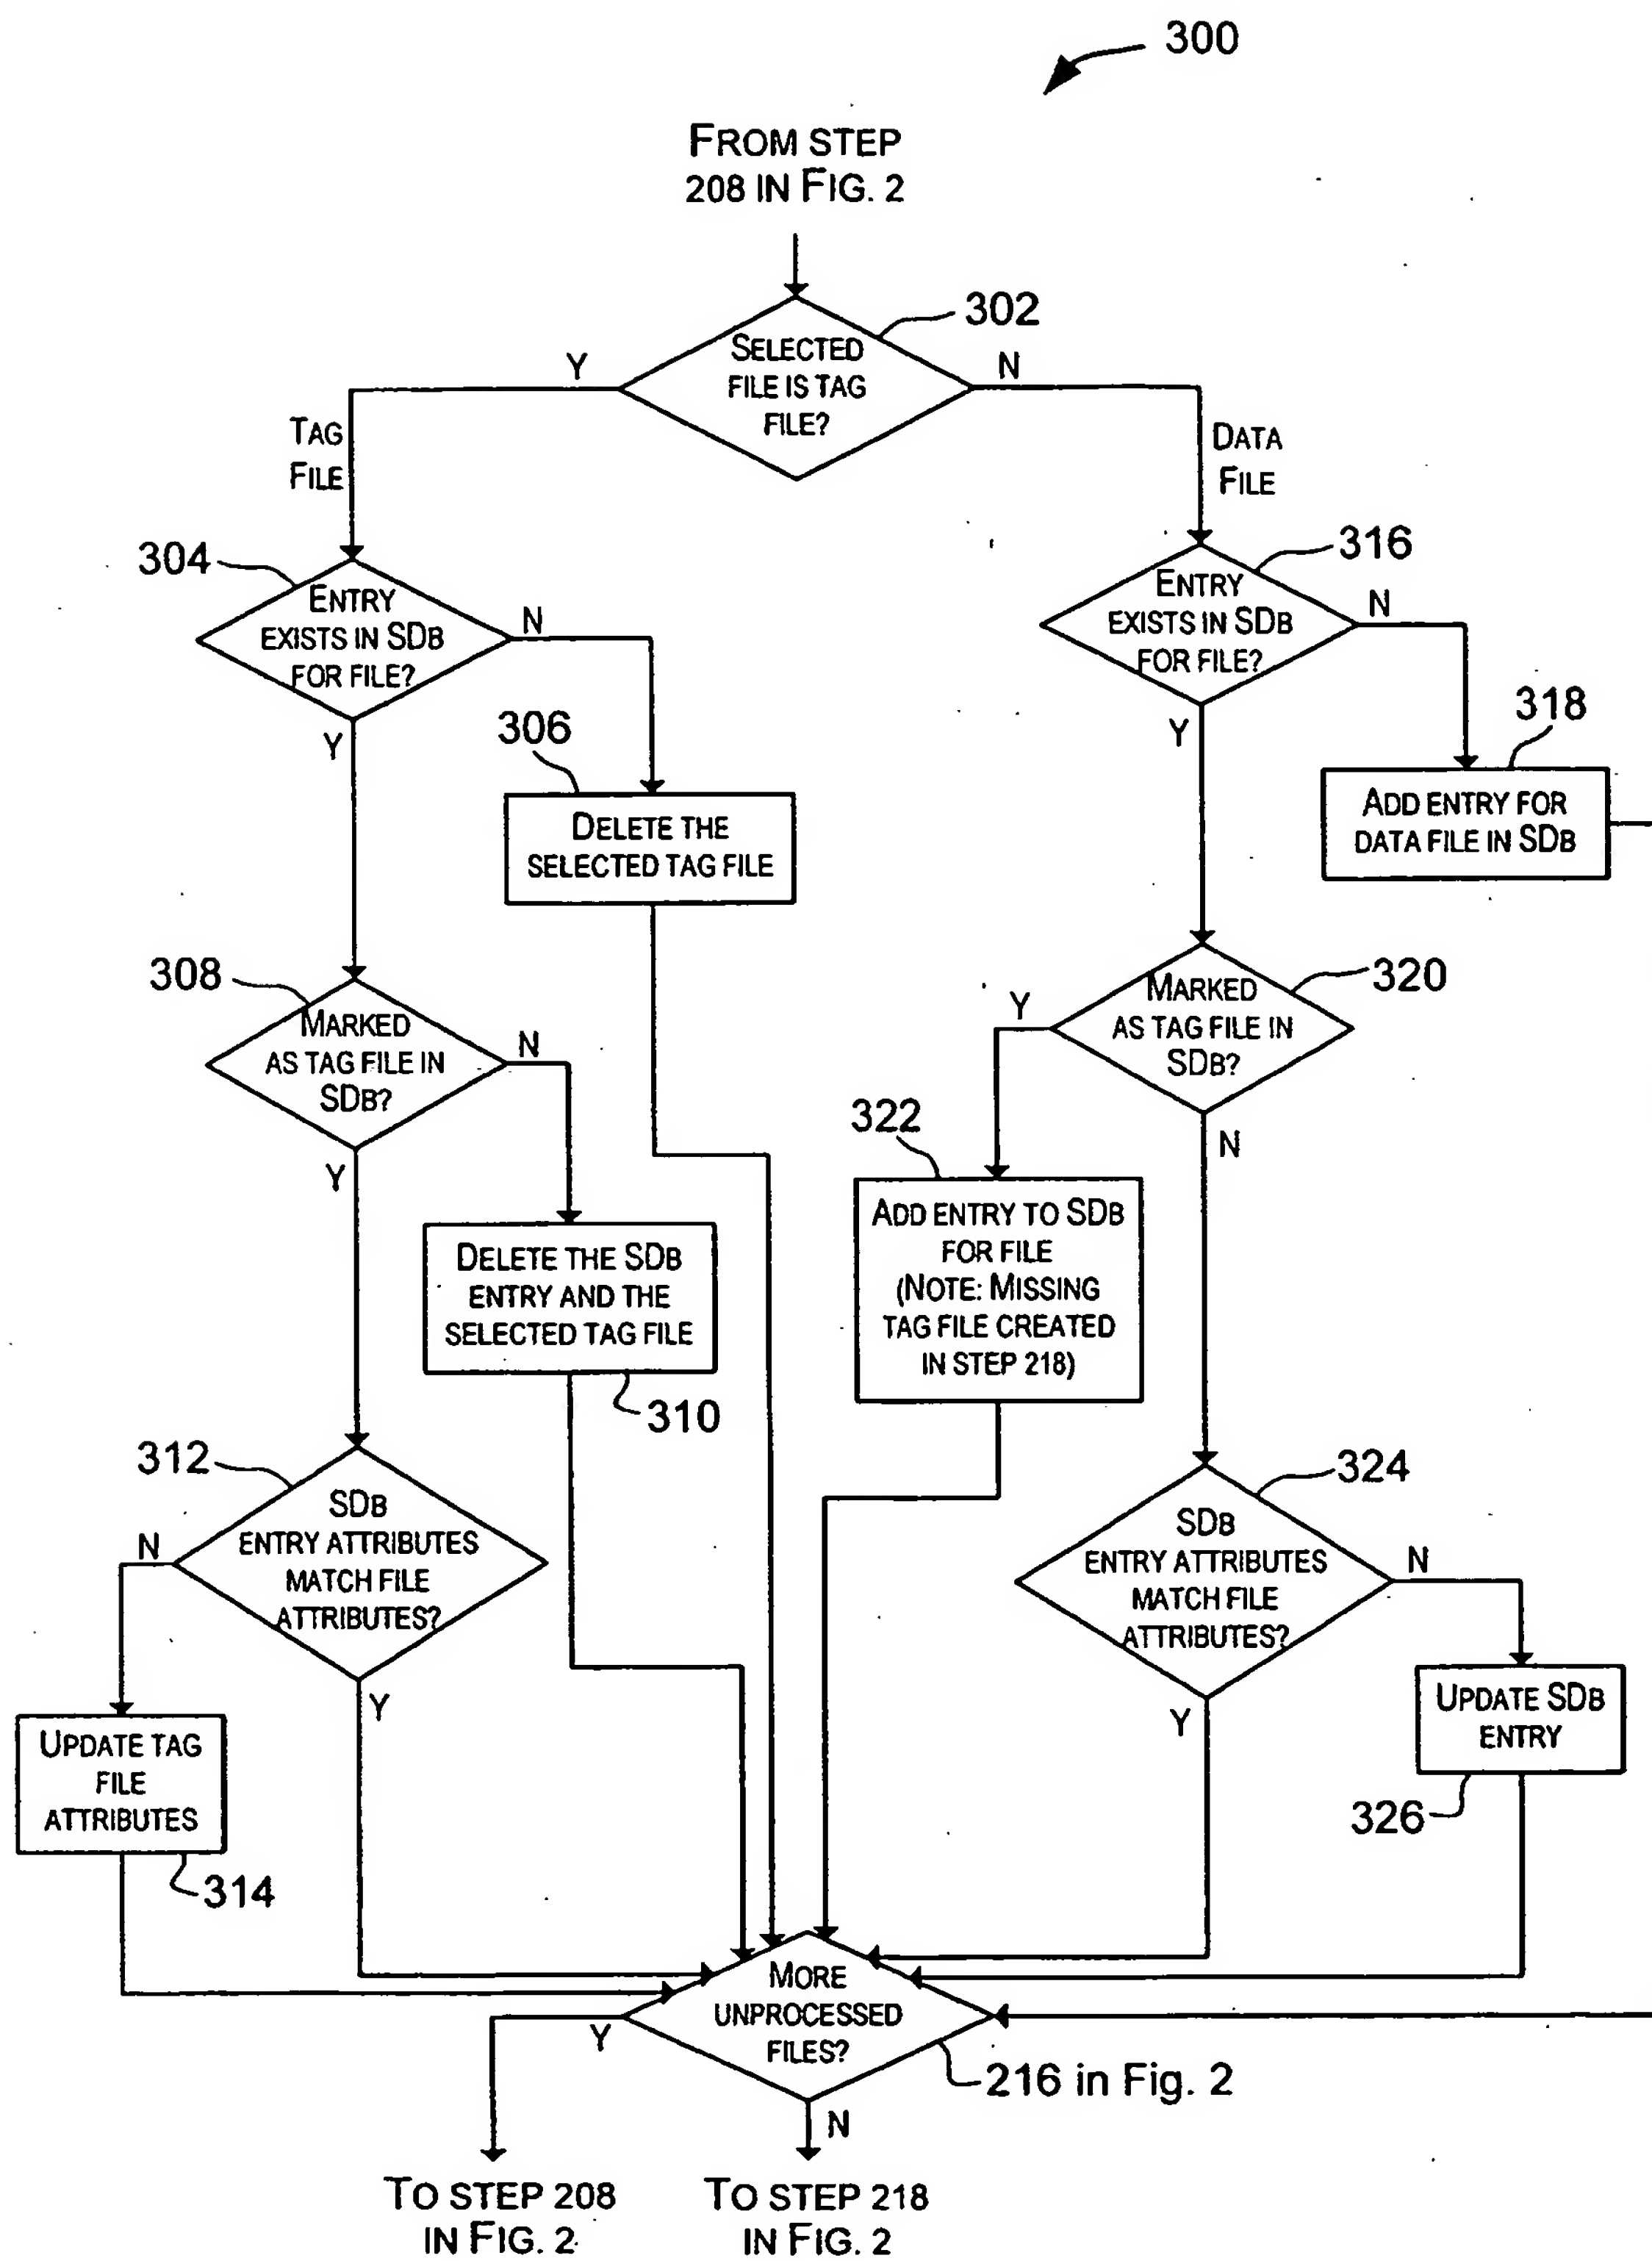 300
FROM STEP
208 IN FIG. 2
302
SELECTED
FILE IS TAG
FILE?
Y
N
TAG
FILE
DATA
FILE
304
ENTRY
EXISTS IN SDB
FOR FILE?
N
Y
316
ENTRY
EXISTS IN SDB
FOR FILE?
N
Y
306
DELETE THE
SELECTED TAG FILE
318
ADD ENTRY FOR
DATA FILE IN SDB
308
MARKED
AS TAG FILE IN
SDB?
N
Y
320
MARKED
AS TAG FILE IN
SDB?
Y
N
310
DELETE THE SDB
ENTRY AND THE
SELECTED TAG FILE
322
ADD ENTRY TO SDB
FOR FILE
(NOTE: MISSING
TAG FILE CREATED
IN STEP 218)
312
SDB
ENTRY ATTRIBUTES
MATCH FILE
ATTRIBUTES?
N
Y
324
SDB
ENTRY ATTRIBUTES
MATCH FILE
ATTRIBUTES?
N
Y
UPDATE TAG
FILE
ATTRIBUTES
314
UPDATE SDB
ENTRY
326
MORE
UNPROCESSED
FILES?
Y
N
216 in Fig. 2
TO STEP 208
IN FIG. 2
TO STEP 218
IN FIG. 2